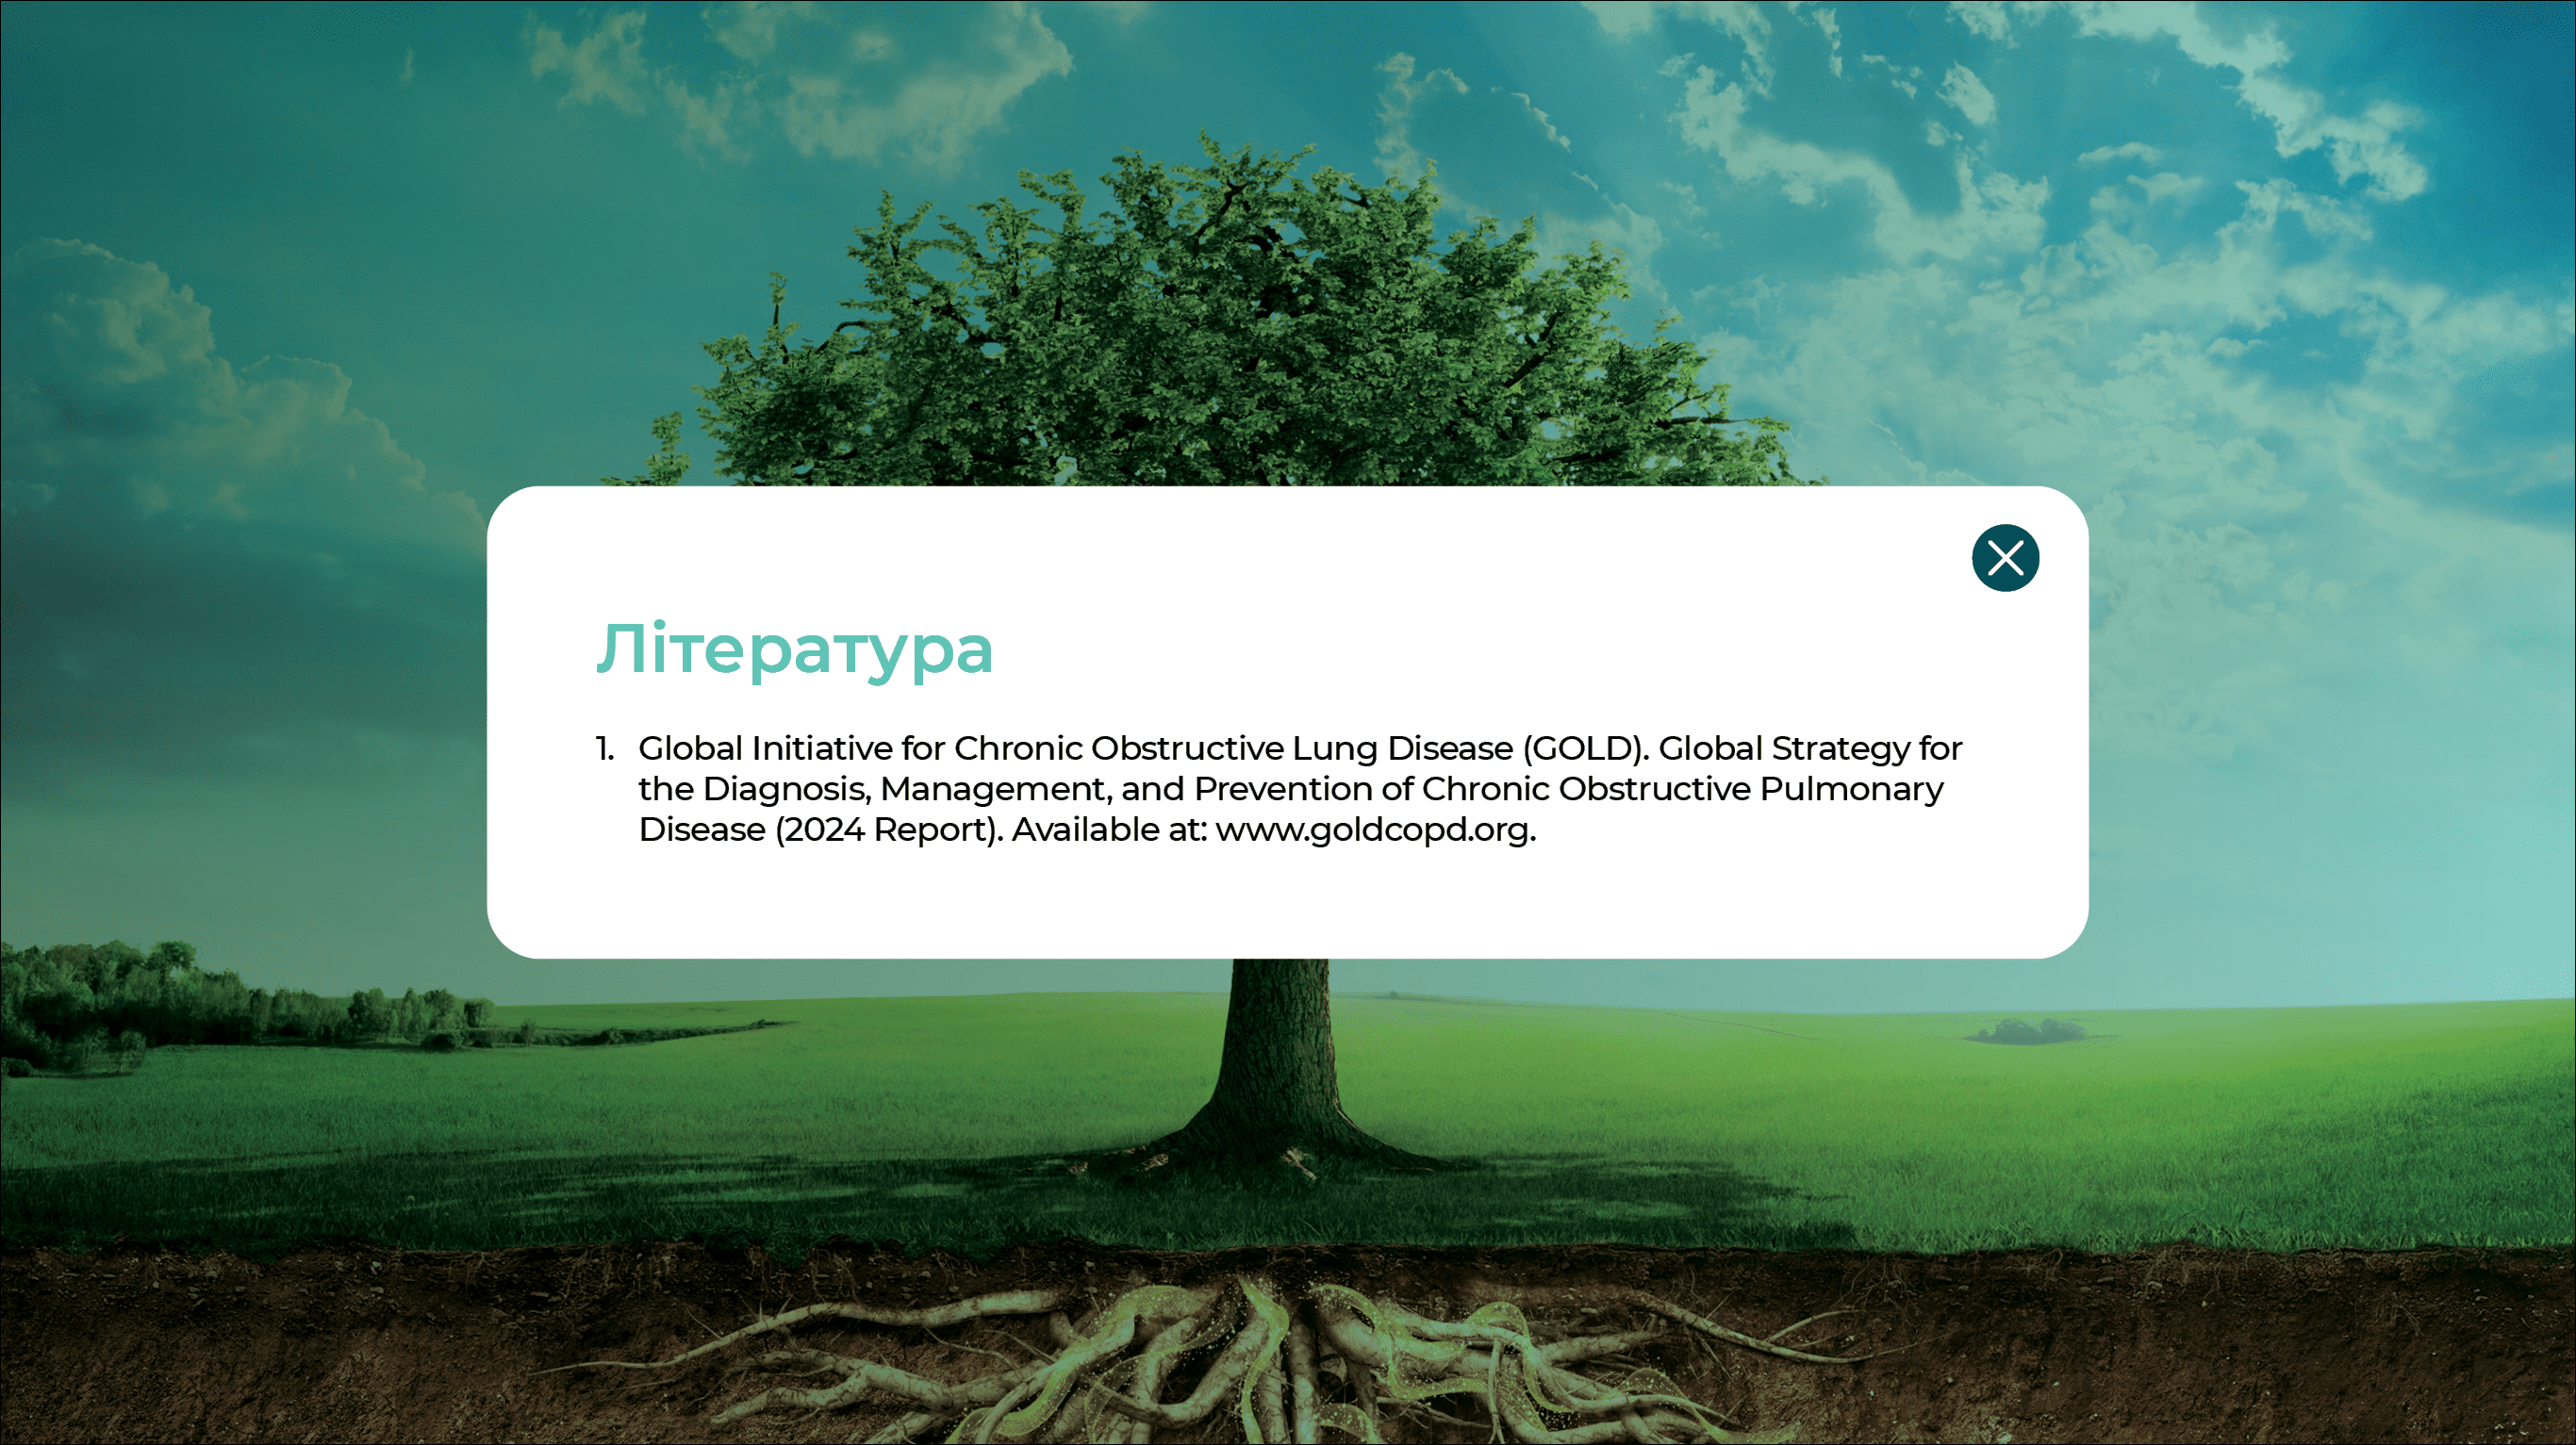 Література
1. Global Initiative for Chronic Obstructive Lung Disease (GOLD). Global Strategy for
the Diagnosis, Management, and Prevention of Chronic Obstructive Pulmonary
Disease (2024 Report). Available at: www.goldcopd.org.